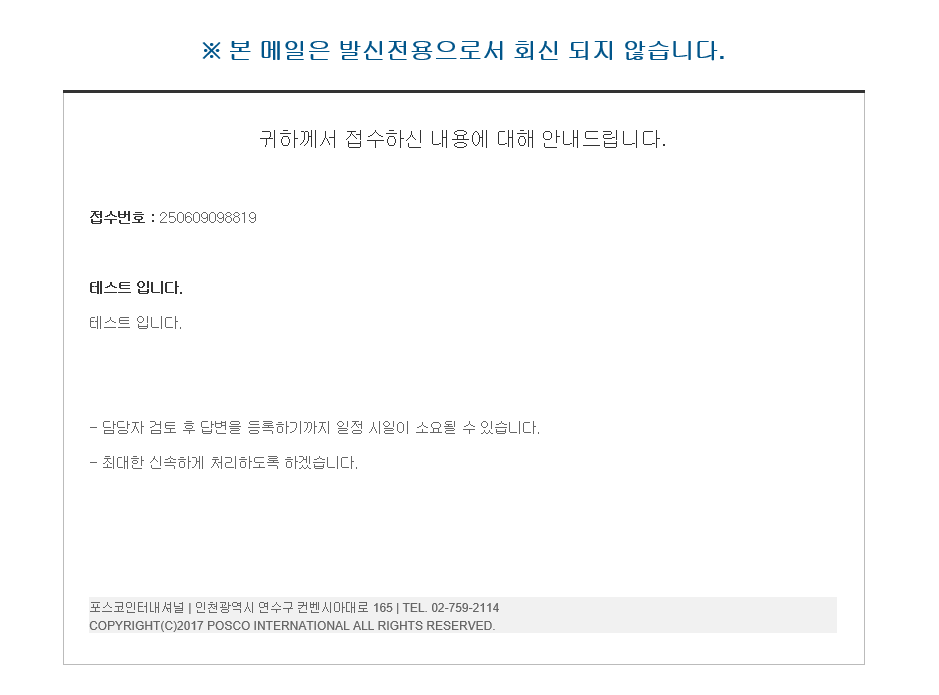 ※ 본 메일은 발신전용으로서 회신 되지 않습니다.
귀하께서 접수하신 내용에 대해 안내드립니다.
접수번호 : 250609098819
테스트 입니다.
테스트 입니다.
- 담당자 검토 후 답변을 등록하기까지 일정 시일이 소요될 수 있습니다.
- 최대한 신속하게 처리하도록 하겠습니다.
포스코인터내셔널 | 인천광역시 연수구 컨벤시아대로 165 | TEL. 02-759-2114
COPYRIGHT(C)2017 POSCO INTERNATIONAL ALL RIGHTS RESERVED.